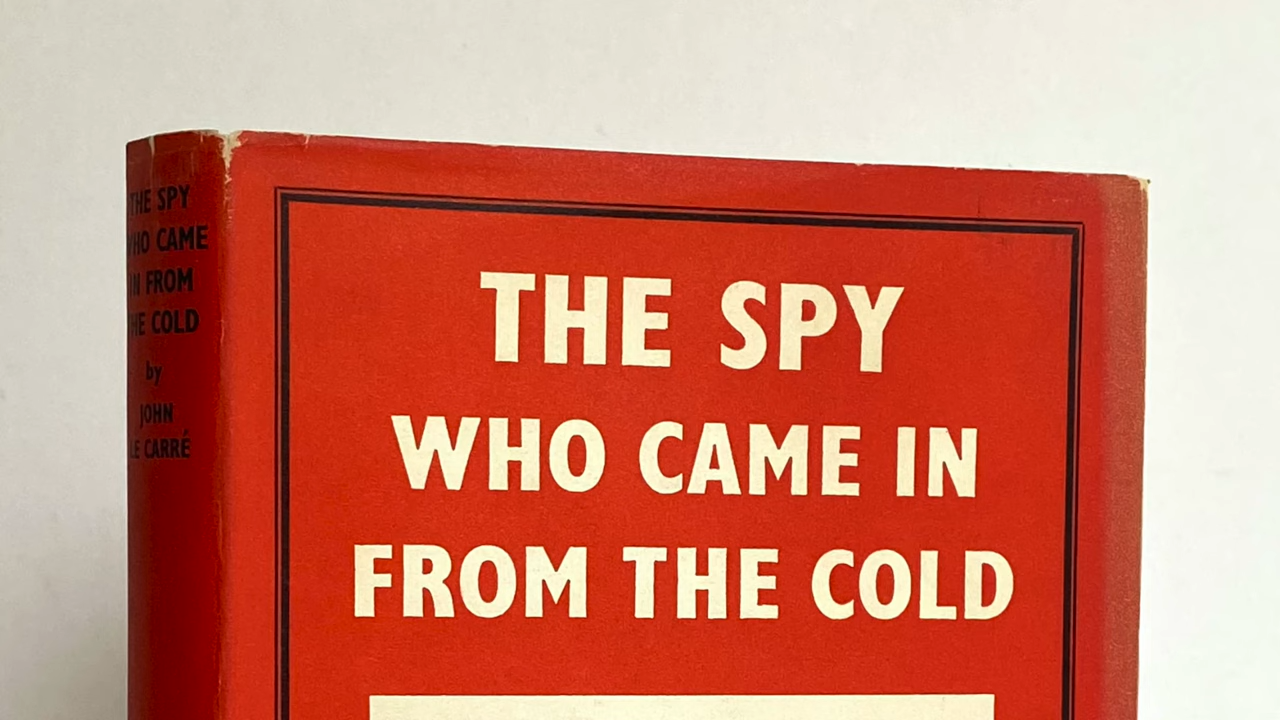 THE SPY
WHO CAME
IN FROM
THE COLD
by
JOHN
LE CARRÉ
THE SPY
WHO CAME IN
FROM THE COLD